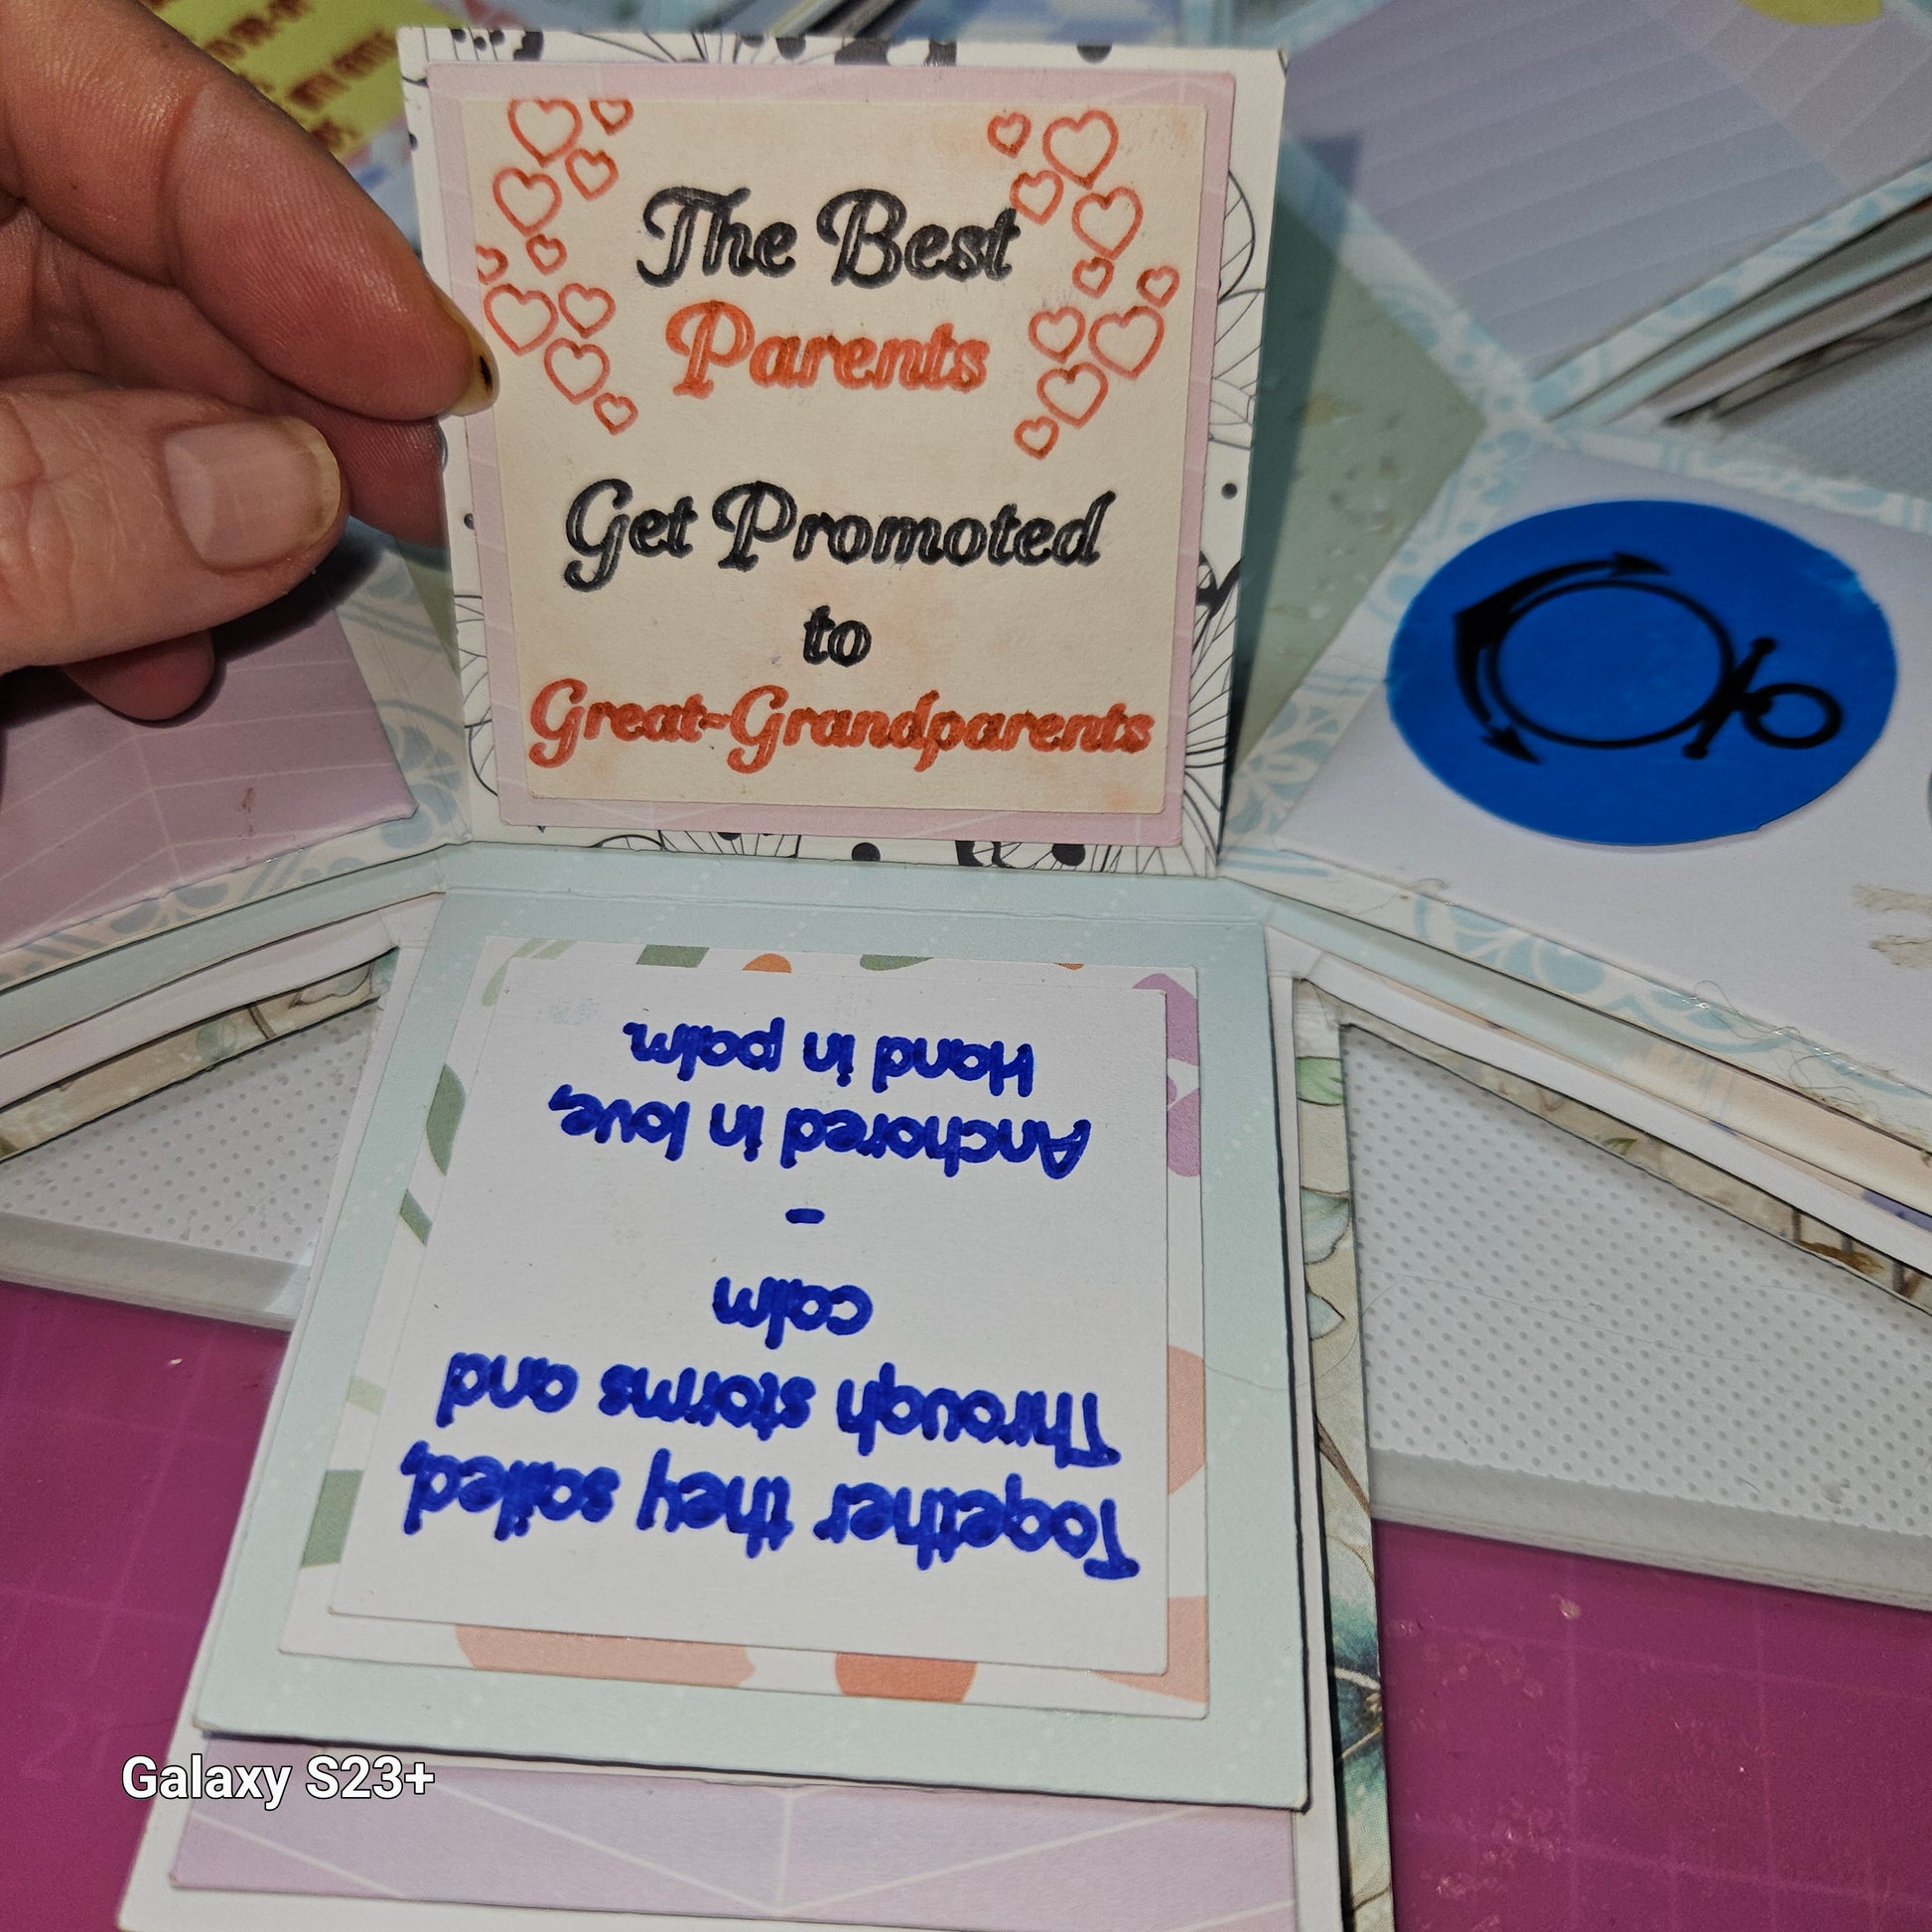 The Best
Parents
Get Promoted
to
Great-Grandparents
Together they sailed,
Through storms and
calm
-
Anchored in love,
Hand in palm.
Galaxy S23+